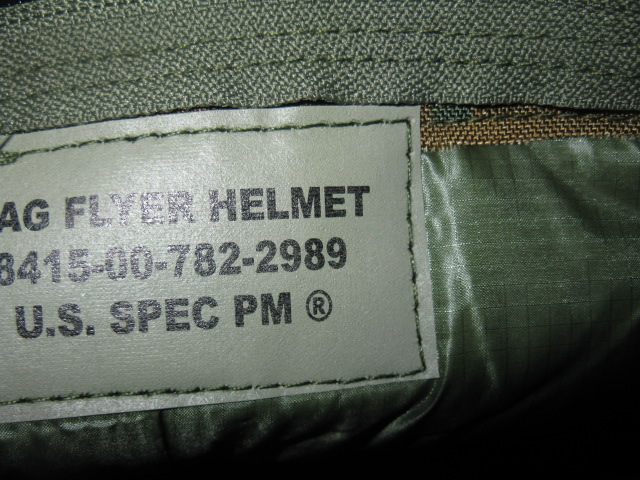 AG FLYER HELMET
8415-00-782-2989
U.S. SPEC PM ®